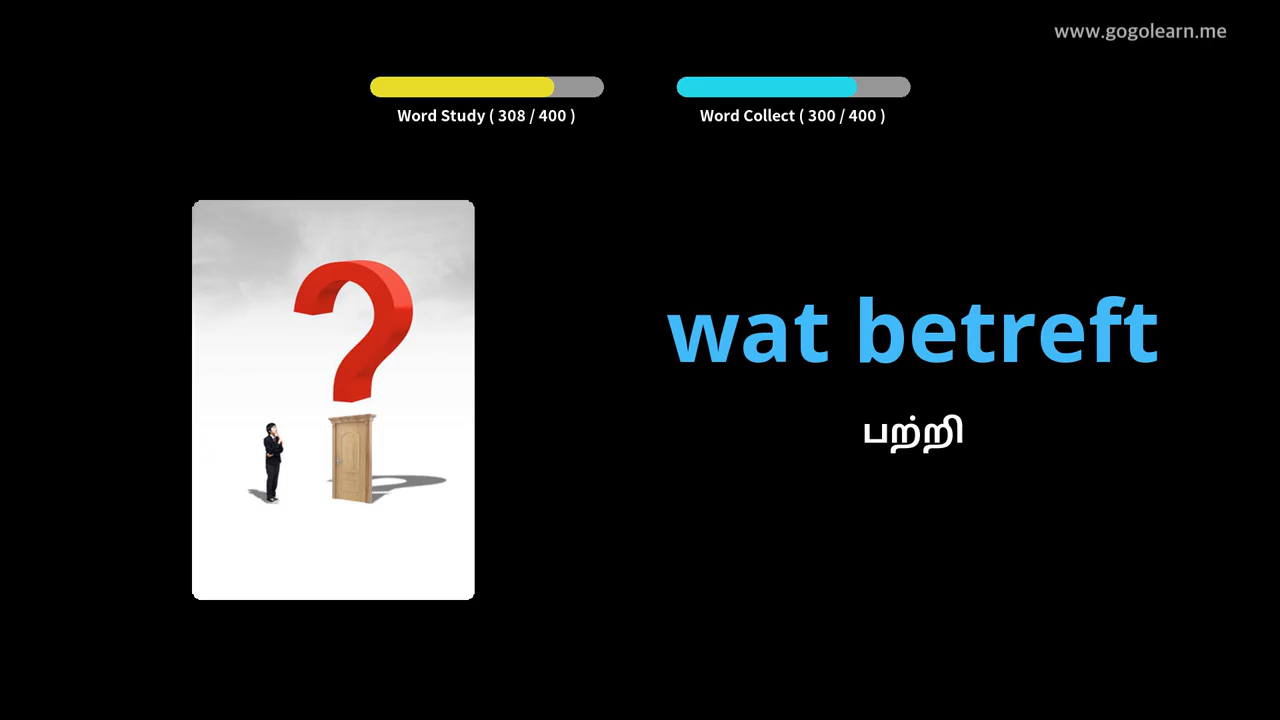 www.gogolearn.me
Word Study ( 308 / 400 )
Word Collect ( 300 / 400 )
wat betreft
பற்றி